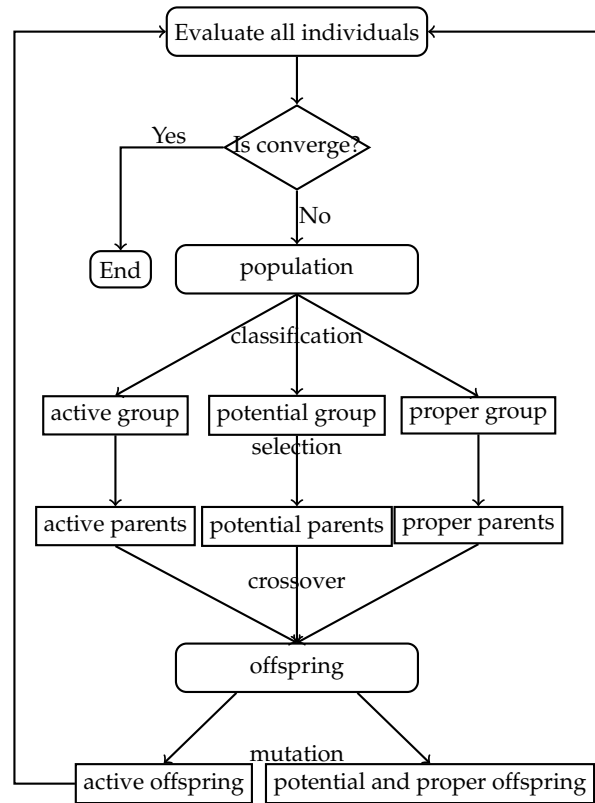 Evaluate all individuals
Yes
Is converge?
No
End
population
classification
active group
potential group
proper group
selection
active parents
potential parents
proper parents
crossover
offspring
mutation
active offspring
potential and proper offspring